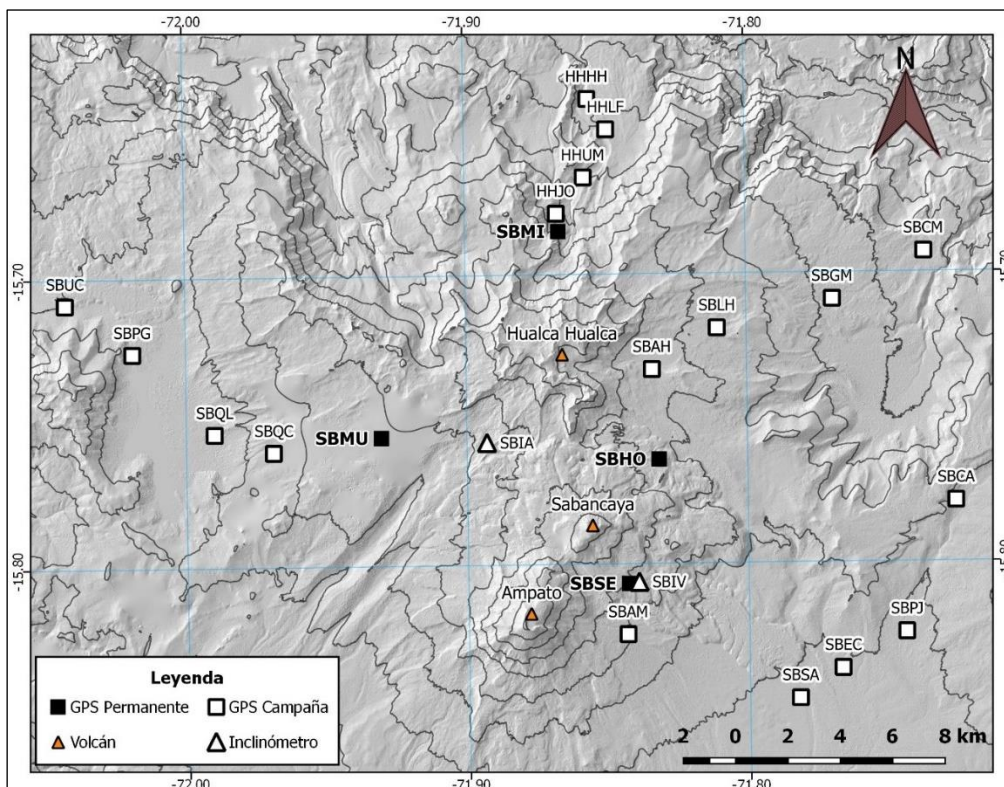 -72.00 -71.90 -71.80
N
HHHH
HHLF
HHUM
HHJO
SBMI
SBCM
-15.70
-15.70
SBUC
SBGM
SBLH
SBPG
Hualca Hualca
SBAH
SBQL
SBQC
SBMU
SBIA
SBHO
SBCA
Sabancaya
-15.80
-15.80
SBSE
SBIV
Ampato
SBAM
SBPJ
SBEC
SBSA
Leyenda
GPS Permanente GPS Campaña
Volcán Inclinómetro
2 0 2 4 6 8 km
-72.00 -71.90 -71.80